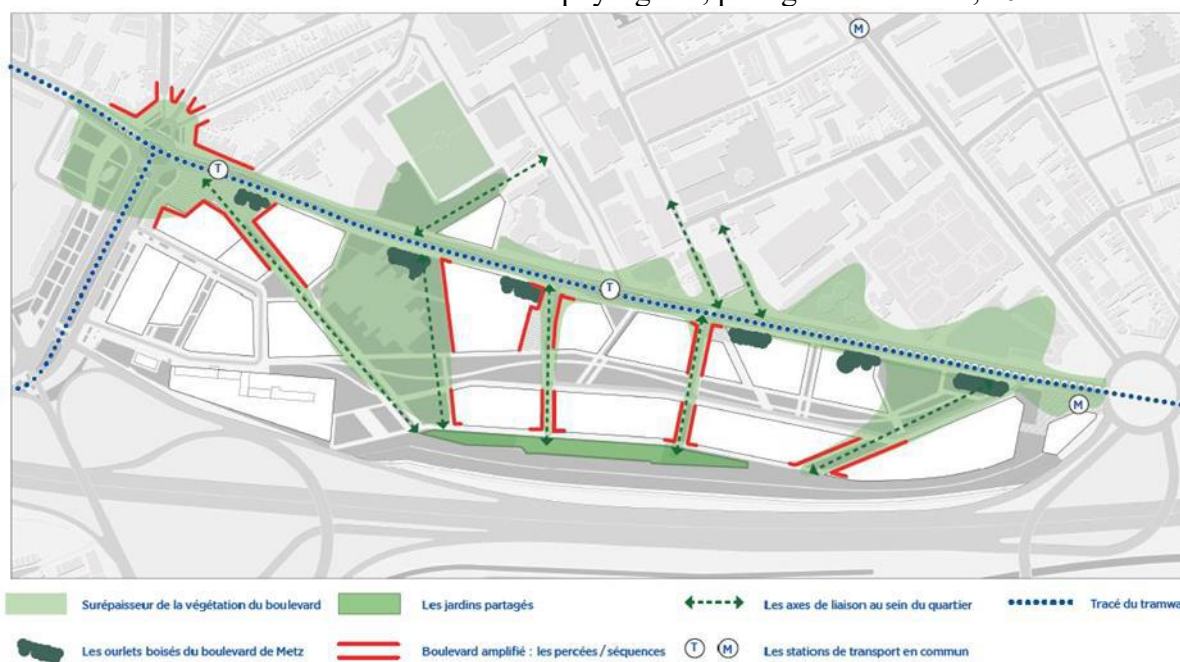 M
T
T
M
Surépaisseur de la végétation du boulevard
Les jardins partagés
Les axes de liaison au sein du quartier
Tracé du tramwa
Les ourlets boisés du boulevard de Metz
Boulevard amplifié : les percées / séquences
T M
Les stations de transport en commun